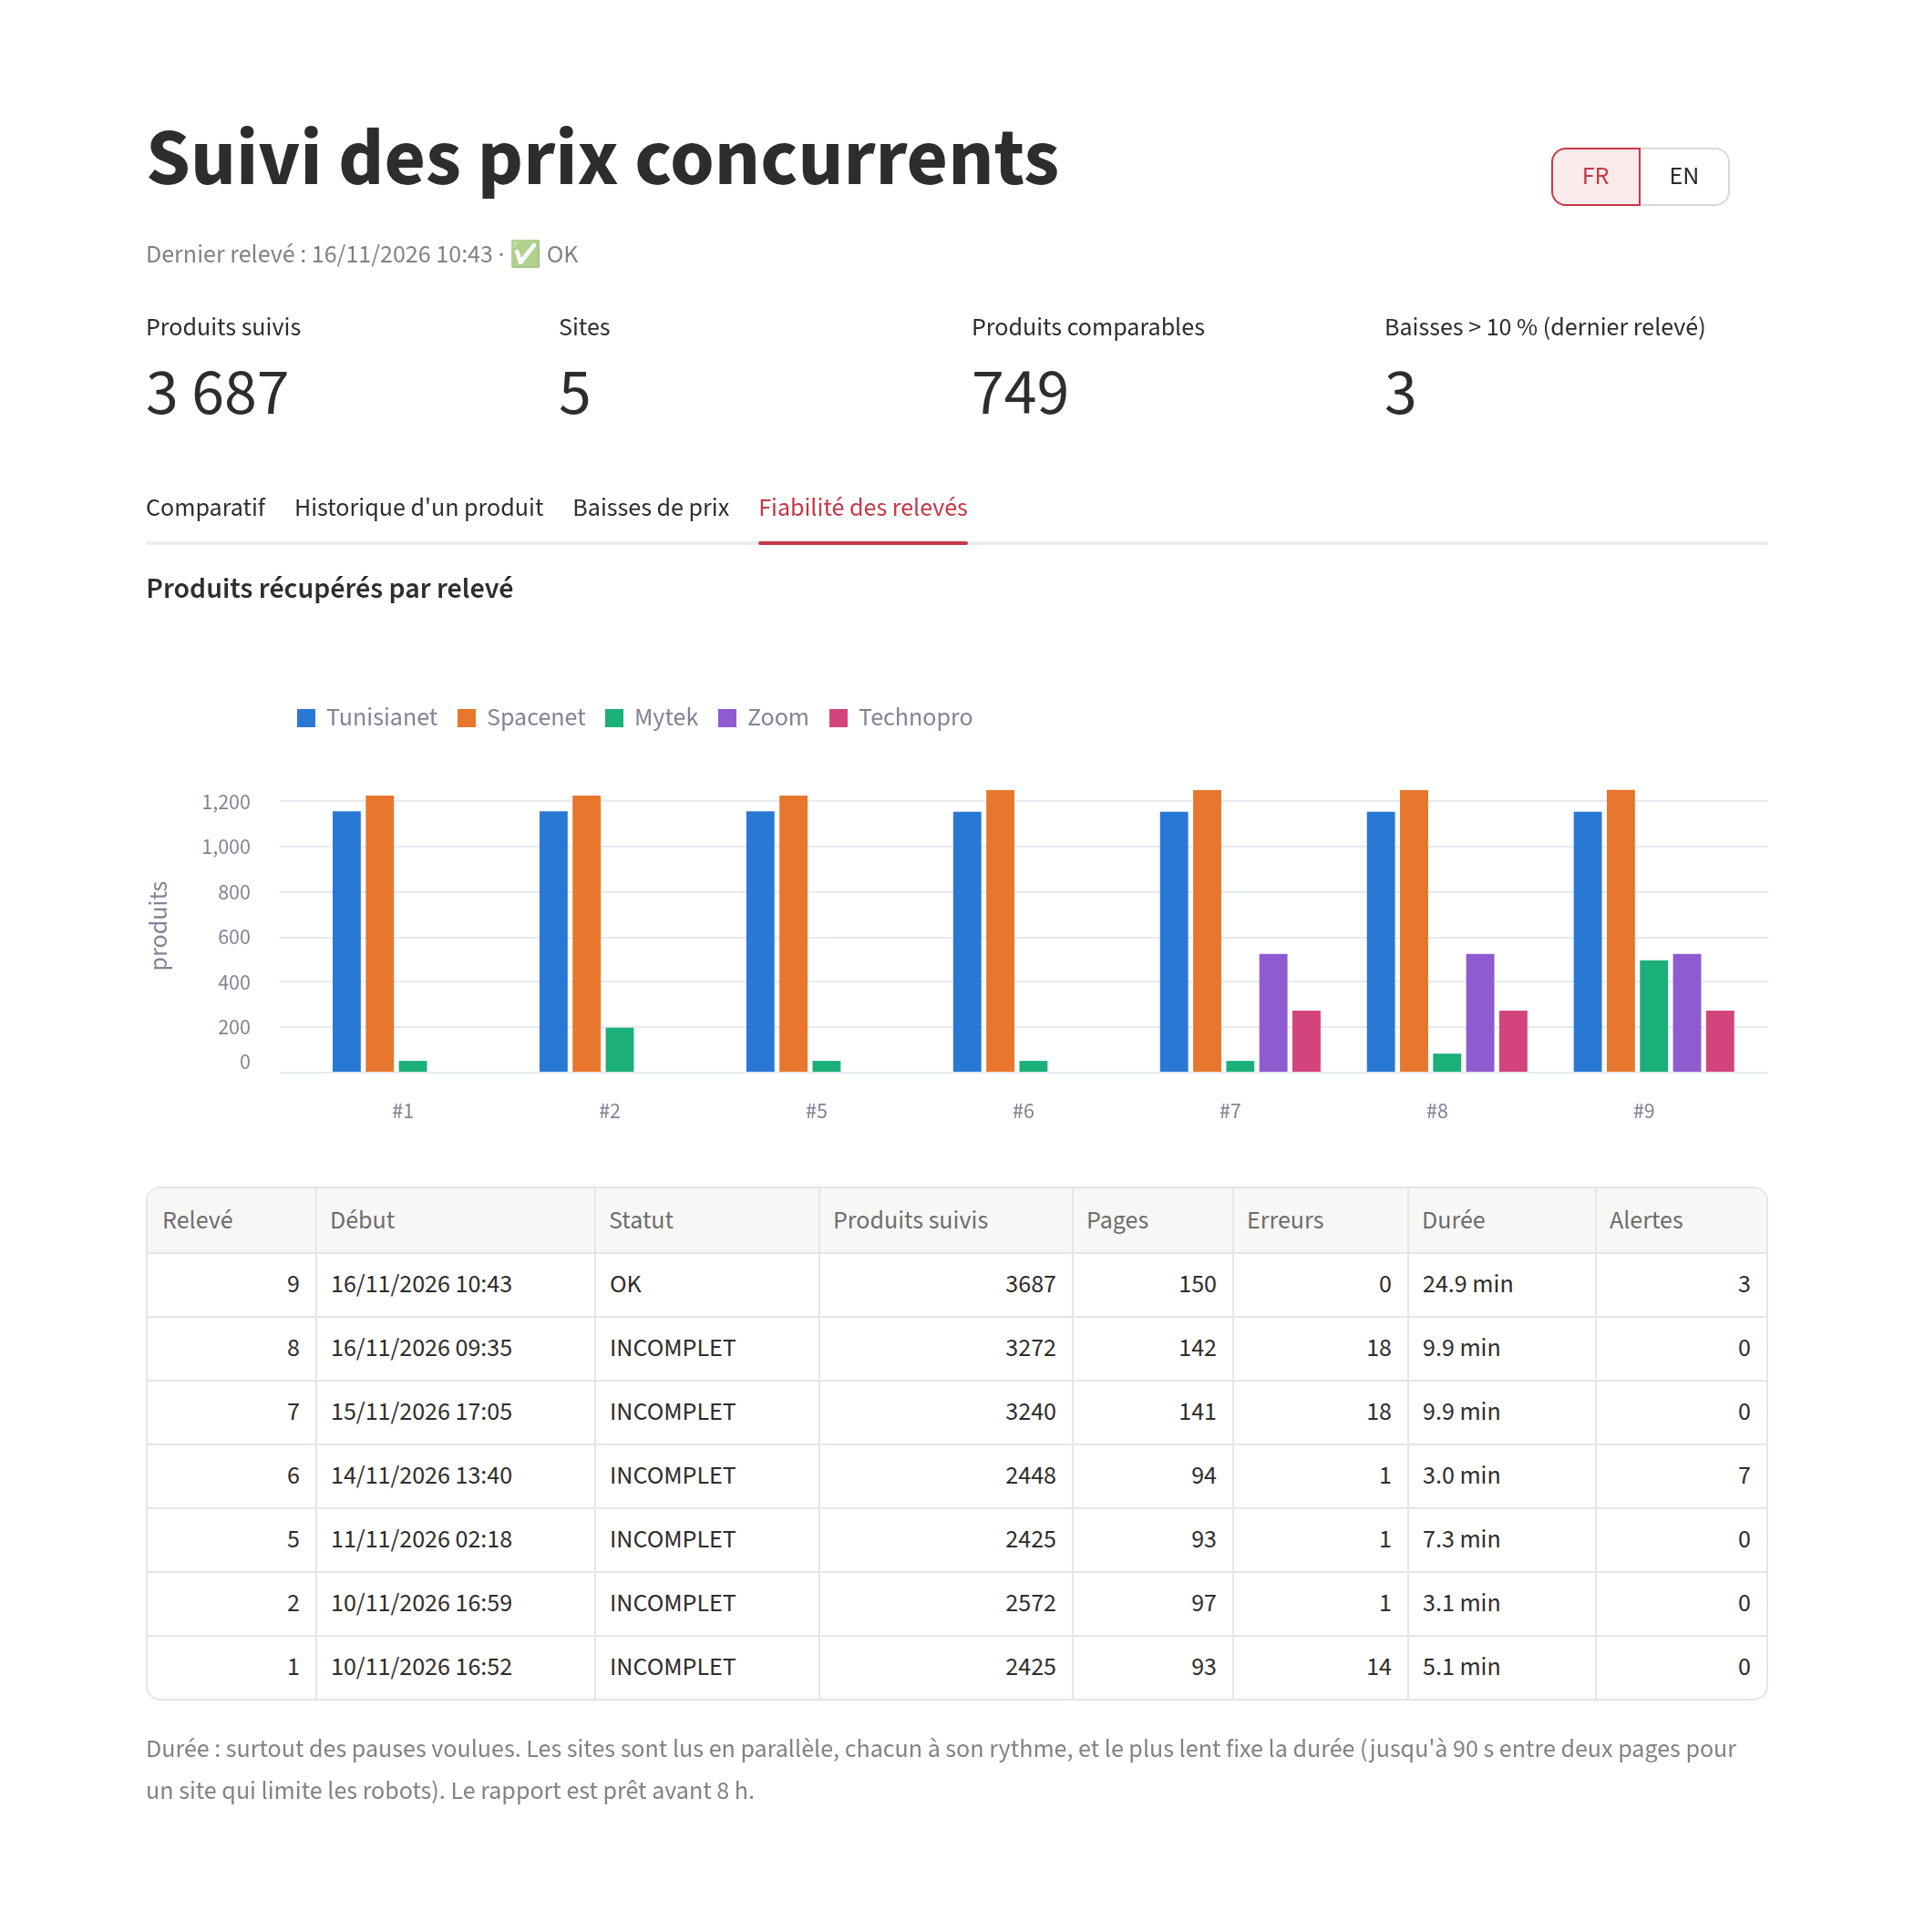 Suivi des prix concurrents
FR EN
Dernier relevé : 16/11/2026 10:43 · ✅ OK
Produits suivis Sites Produits comparables Baisses > 10 % (dernier relevé)
3 687 5 749 3
Comparatif Historique d'un produit Baisses de prix Fiabilité des relevés
Produits récupérés par relevé
Tunisianet Spacenet Mytek Zoom Technopro
1,200
1,000
800
600
400
200
0
produits
#1 #2 #5 #6 #7 #8 #9
Relevé Début Statut Produits suivis Pages Erreurs Durée Alertes
9 16/11/2026 10:43 OK 3687 150 0 24.9 min 3
8 16/11/2026 09:35 INCOMPLET 3272 142 18 9.9 min 0
7 15/11/2026 17:05 INCOMPLET 3240 141 18 9.9 min 0
6 14/11/2026 13:40 INCOMPLET 2448 94 1 3.0 min 7
5 11/11/2026 02:18 INCOMPLET 2425 93 1 7.3 min 0
2 10/11/2026 16:59 INCOMPLET 2572 97 1 3.1 min 0
1 10/11/2026 16:52 INCOMPLET 2425 93 14 5.1 min 0
Durée : surtout des pauses voulues. Les sites sont lus en parallèle, chacun à son rythme, et le plus lent fixe la durée (jusqu'à 90 s entre deux pages pour
un site qui limite les robots). Le rapport est prêt avant 8 h.